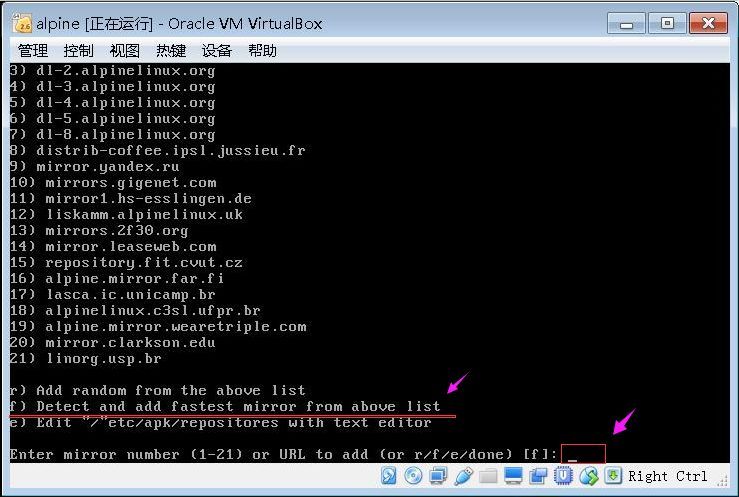 alpine [正在运行] - Oracle VM VirtualBox
管理 控制 视图 热键 设备 帮助
3) dl-2.alpinelinux.org
4) dl-3.alpinelinux.org
5) dl-4.alpinelinux.org
6) dl-5.alpinelinux.org
7) dl-8.alpinelinux.org
8) distrib-coffee.ipsl.jussieu.fr
9) mirror.yandex.ru
10) mirrors.gigenet.com
11) mirror1.hs-esslingen.de
12) liskamm.alpinelinux.uk
13) mirrors.2f30.org
14) mirror.leaseweb.com
15) repository.fit.cvut.cz
16) alpine.mirror.far.fi
17) lasca.ic.unicamp.br
18) alpinelinux.c3sl.ufpr.br
19) alpine.mirror.wearetriple.com
20) mirror.clarkson.edu
21) linorg.usp.br
r) Add random from the above list
f) Detect and add fastest mirror from above list
e) Edit "/"etc/apk/repositores with text editor
Enter mirror number (1-21) or URL to add (or r/f/e/done) [f]: _
Right Ctrl